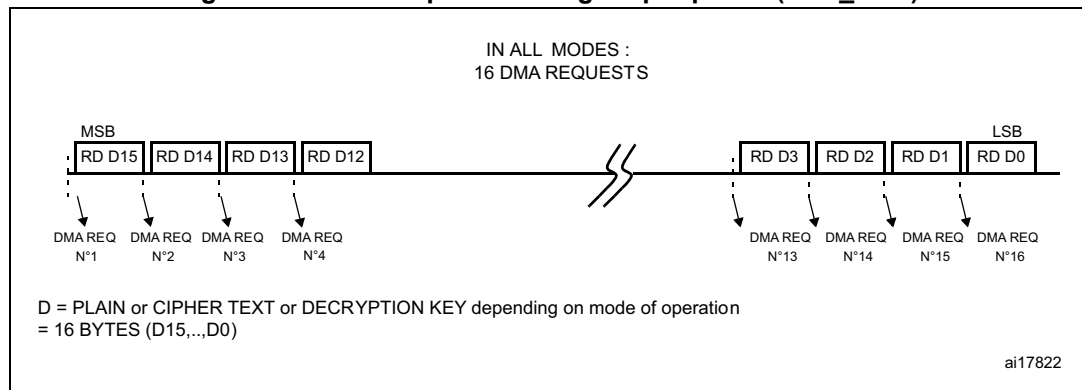 IN ALL MODES :
16 DMA REQUESTS
MSB
LSB
RD D15 RD D14 RD D13 RD D12
RD D3 RD D2 RD D1 RD D0
DMA REQ N°1
DMA REQ N°2
DMA REQ N°3
DMA REQ N°4
DMA REQ N°13
DMA REQ N°14
DMA REQ N°15
DMA REQ N°16
D = PLAIN or CIPHER TEXT or DECRYPTION KEY depending on mode of operation
= 16 BYTES (D15,..,D0)
ai17822